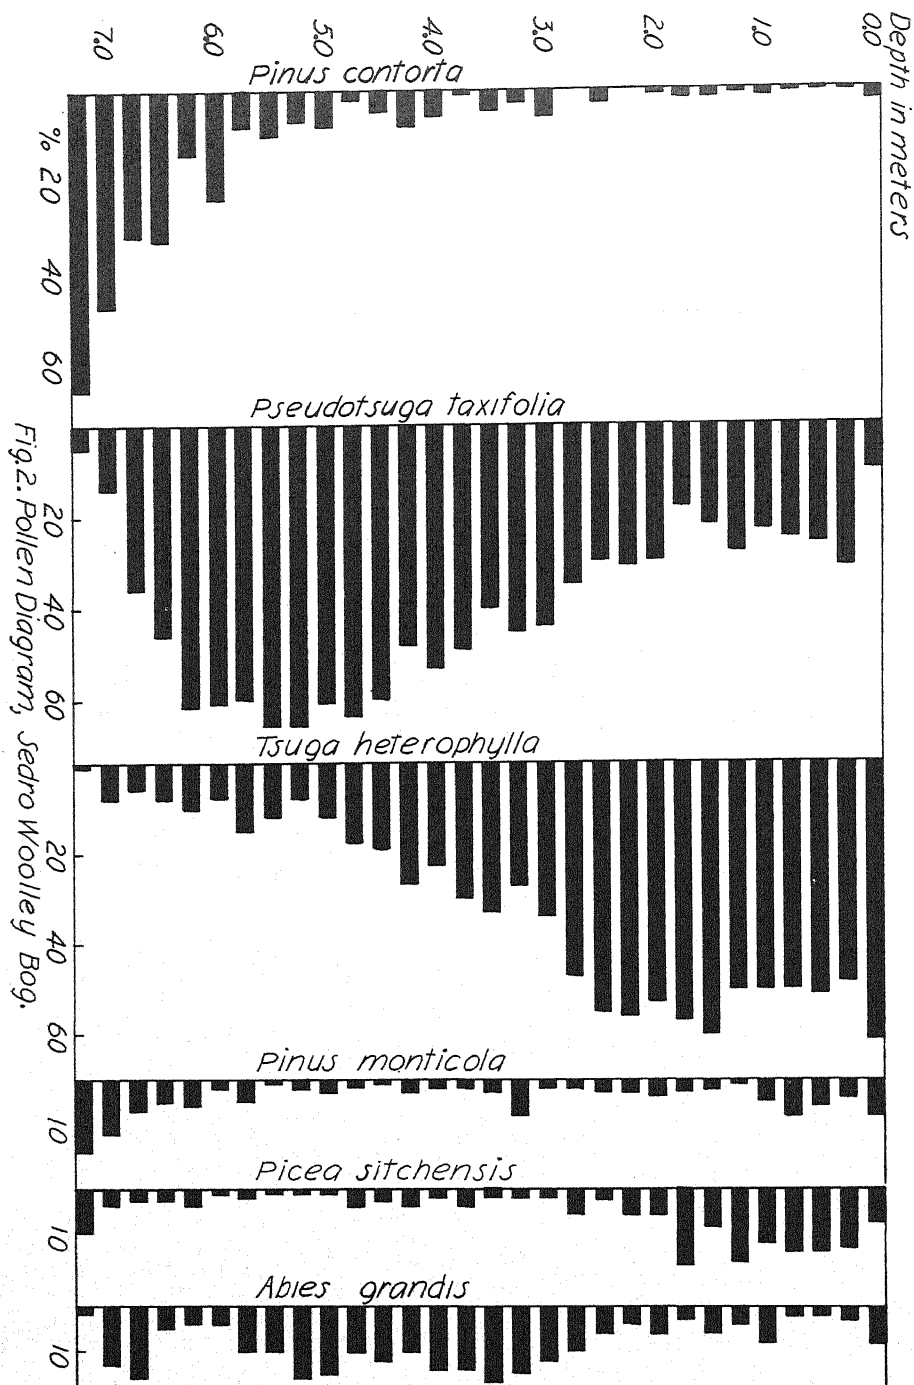 Depth in meters
0.0
1.0
2.0
3.0
4.0
5.0
6.0
7.0
Pinus contorta
% 20 40 60
Pseudotsuga taxifolia
20 40 60
Tsuga heterophylla
20 40 60
Pinus monticola
10
Picea sitchensis
10
Abies grandis
10
Fig.2. Pollen Diagram, Sedro Woolley Bog.